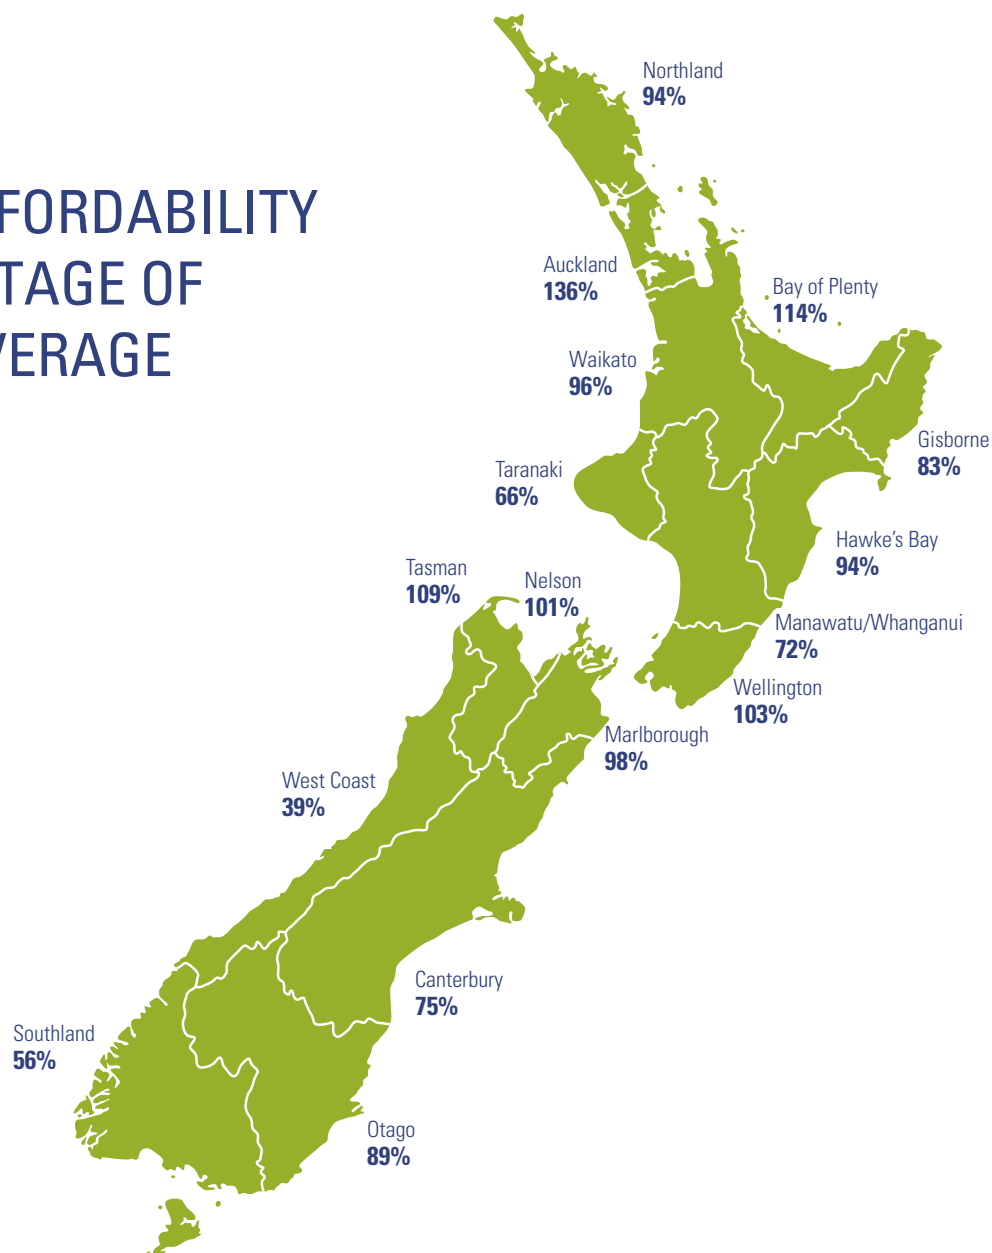 Northland
94%
FORDABILITY
TAGE OF
VERAGE
Auckland
136%
Bay of Plenty
114%
Waikato
96%
Gisborne
83%
Taranaki
66%
Hawke's Bay
94%
Tasman
109%
Nelson
101%
Manawatu/Whanganui
72%
Wellington
103%
Marlborough
98%
West Coast
39%
Canterbury
75%
Southland
56%
Otago
89%